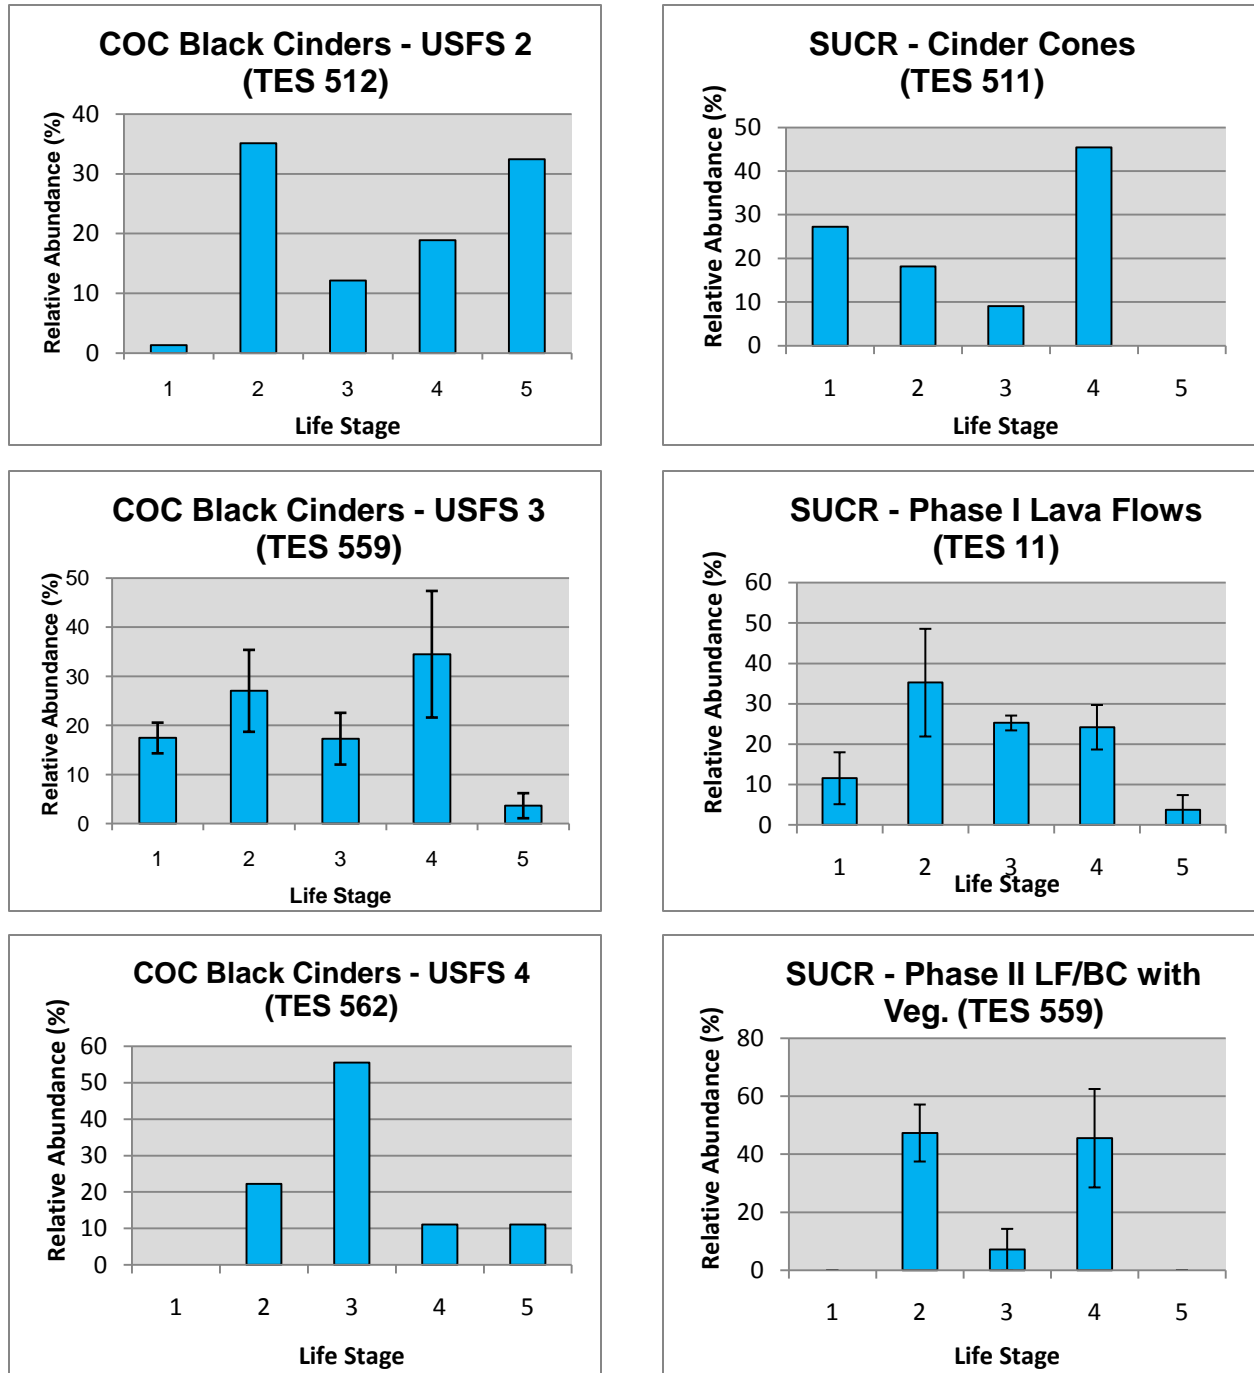 COC Black Cinders - USFS 2
(TES 512)
Relative Abundance (%)
40
30
20
10
0
1 2 3 4 5
Life Stage
SUCR - Cinder Cones
(TES 511)
Relative Abundance (%)
50
40
30
20
10
0
1 2 3 4 5
Life Stage
COC Black Cinders - USFS 3
(TES 559)
Relative Abundance (%)
50
40
30
20
10
0
1 2 3 4 5
Life Stage
SUCR - Phase I Lava Flows
(TES 11)
Relative Abundance (%)
60
50
40
30
20
10
0
1 2 3 4 5
Life Stage
COC Black Cinders - USFS 4
(TES 562)
Relative Abundance (%)
60
50
40
30
20
10
0
1 2 3 4 5
Life Stage
SUCR - Phase II LF/BC with
Veg. (TES 559)
Relative Abundance (%)
80
60
40
20
0
1 2 3 4 5
Life Stage